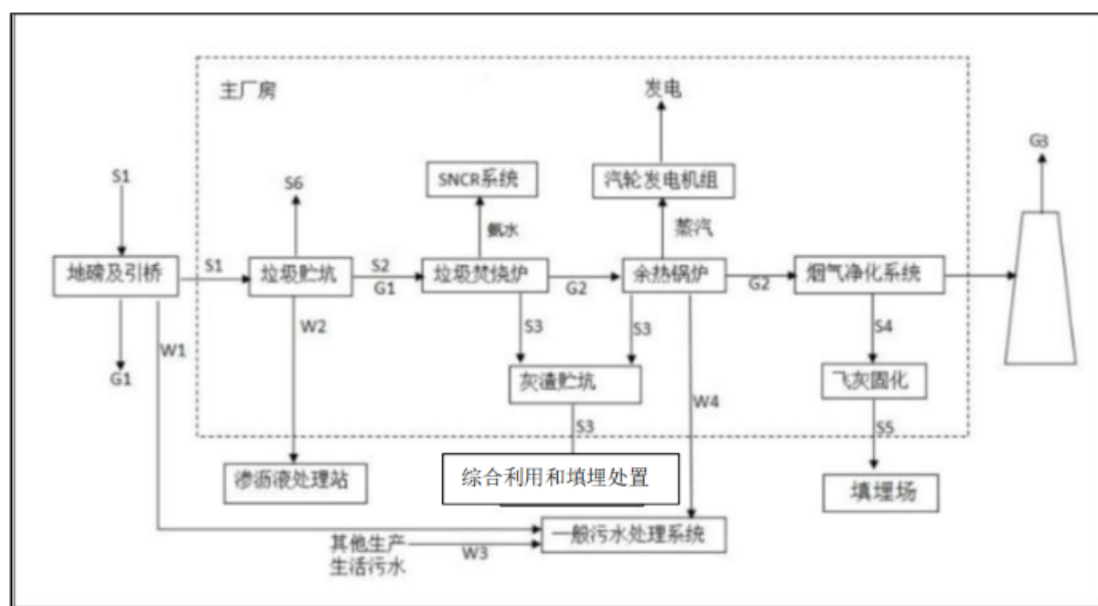 主厂房
发电
G3
S1
S6
SNCR系统
汽轮发电机组
氨水
蒸汽
地磅及引桥
S1
垃圾贮坑
S2
G1
垃圾焚烧炉
G2
余热锅炉
G2
烟气净化系统
W1
W2
S3
S3
S4
G1
灰渣贮坑
飞灰固化
W4
S3
S5
渗沥液处理站
综合利用和填埋处置
填埋场
一般污水处理系统
其他生产
生活污水
W3